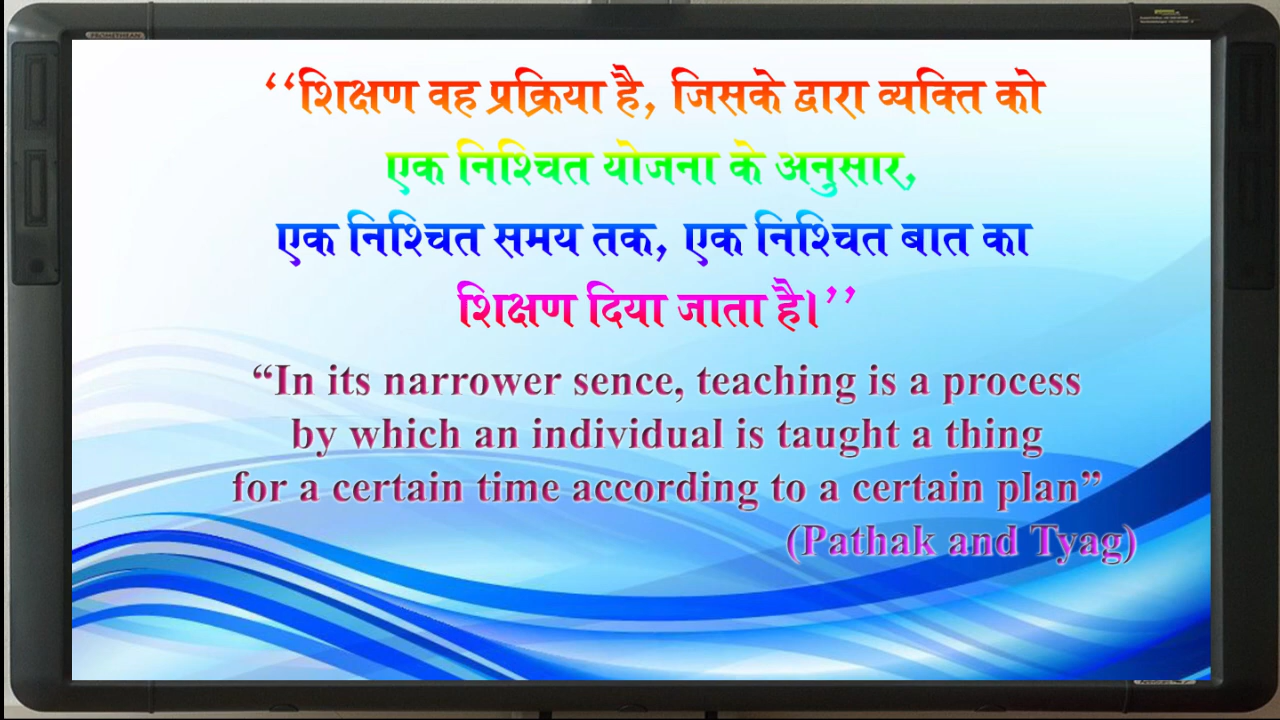 PROMETHEAN
‘‘शिक्षण वह प्रक्रिया है, जिसके द्वारा व्यक्ति को
एक निश्चित योजना के अनुसार,
एक निश्चित समय तक, एक निश्चित बात का
शिक्षण दिया जाता है।’’
“In its narrower sence, teaching is a process
by which an individual is taught a thing
for a certain time according to a certain plan”
(Pathak and Tyag)